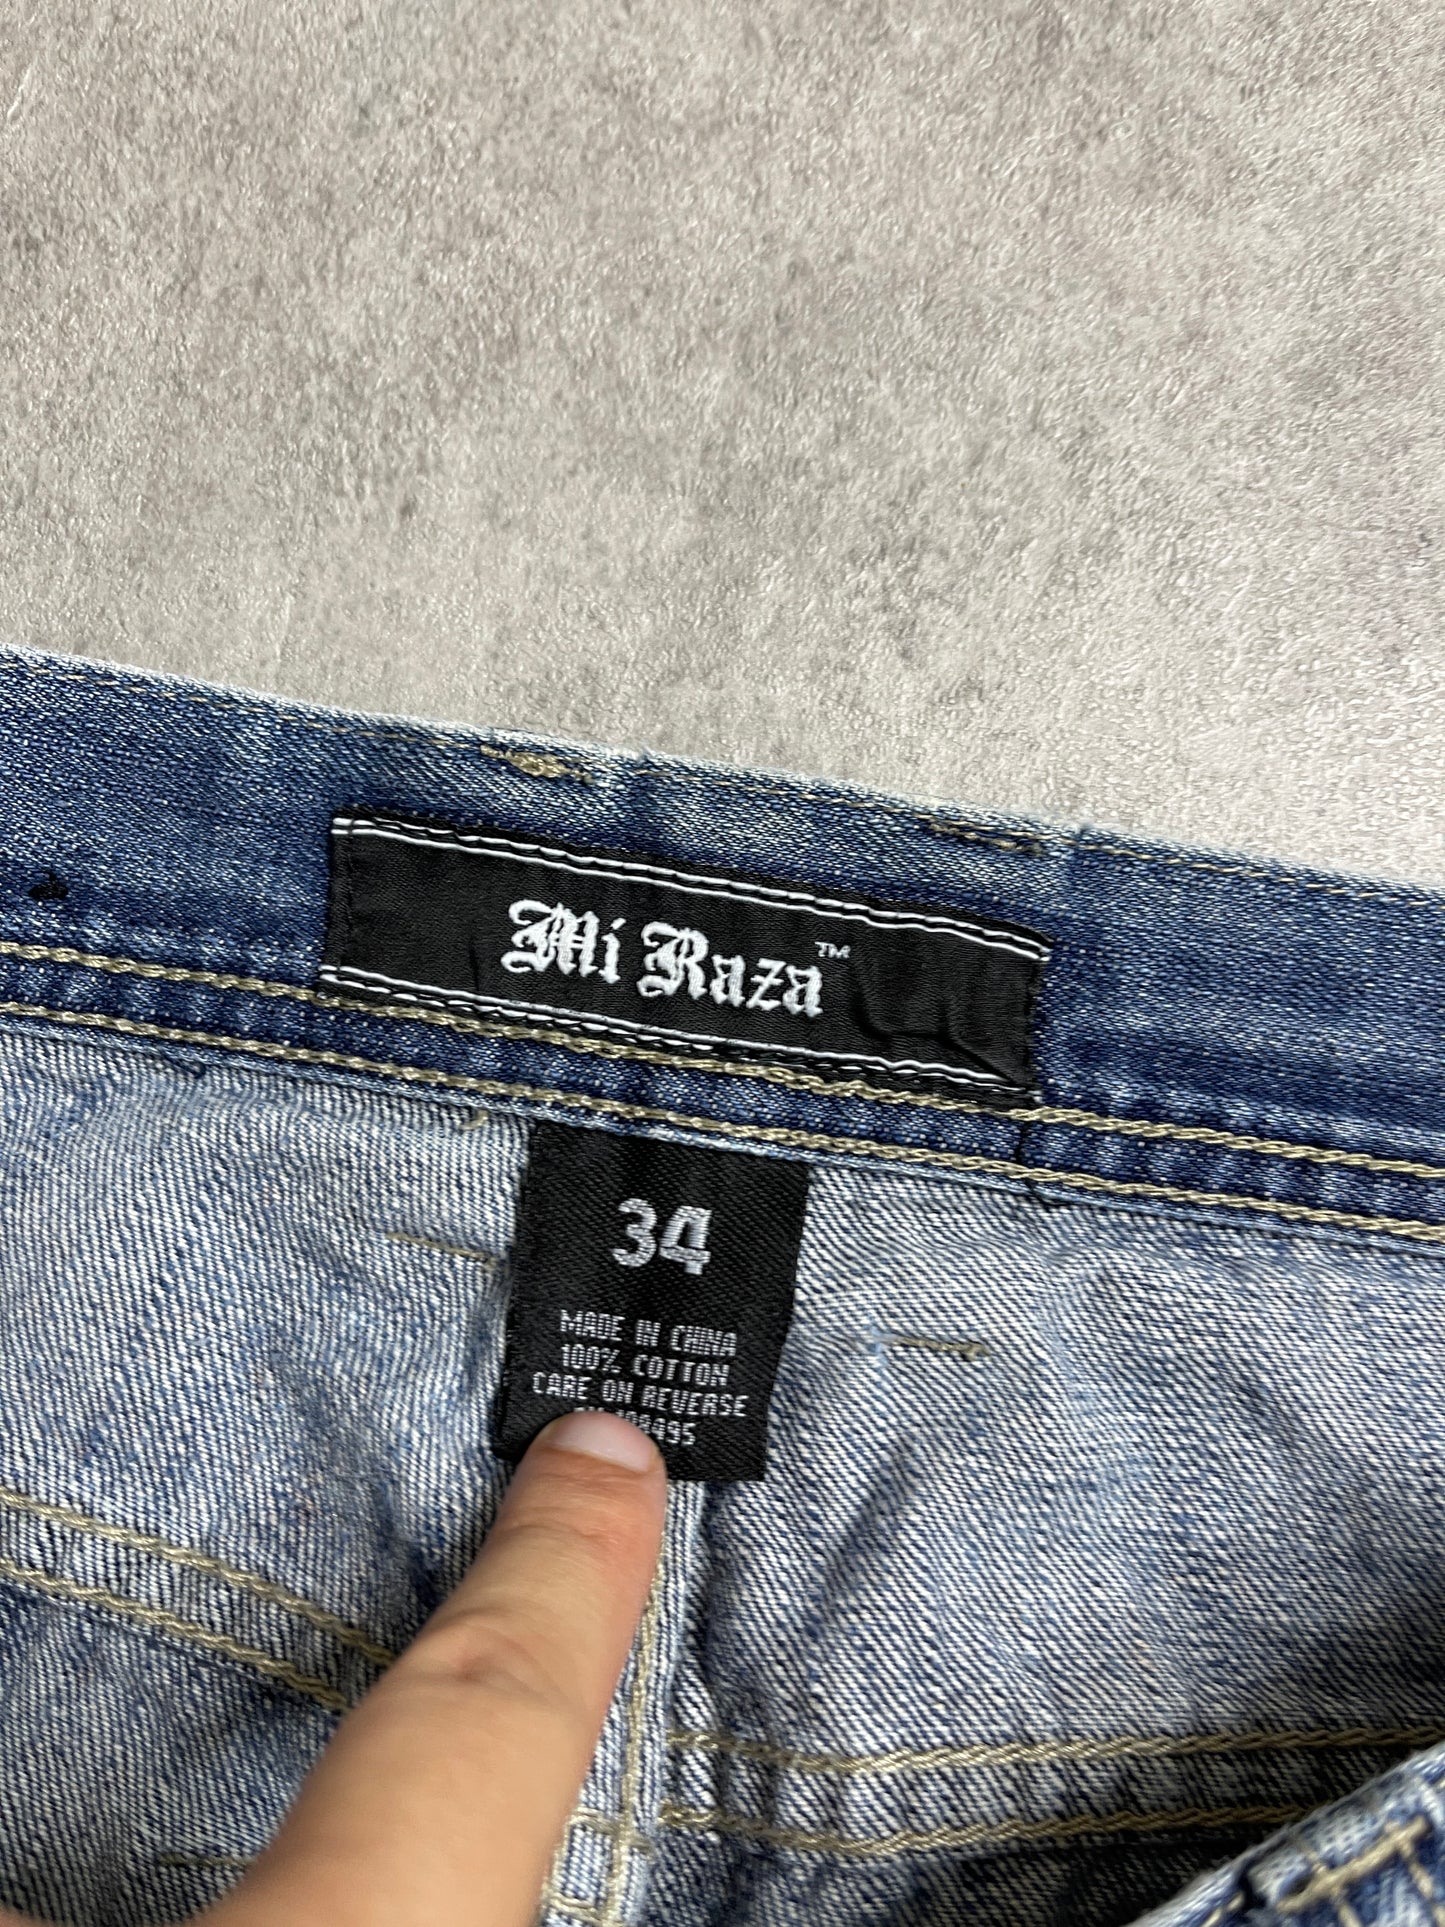 Mi Raza™
34
MADE IN CHINA
100% COTTON
CARE ON REVERSE